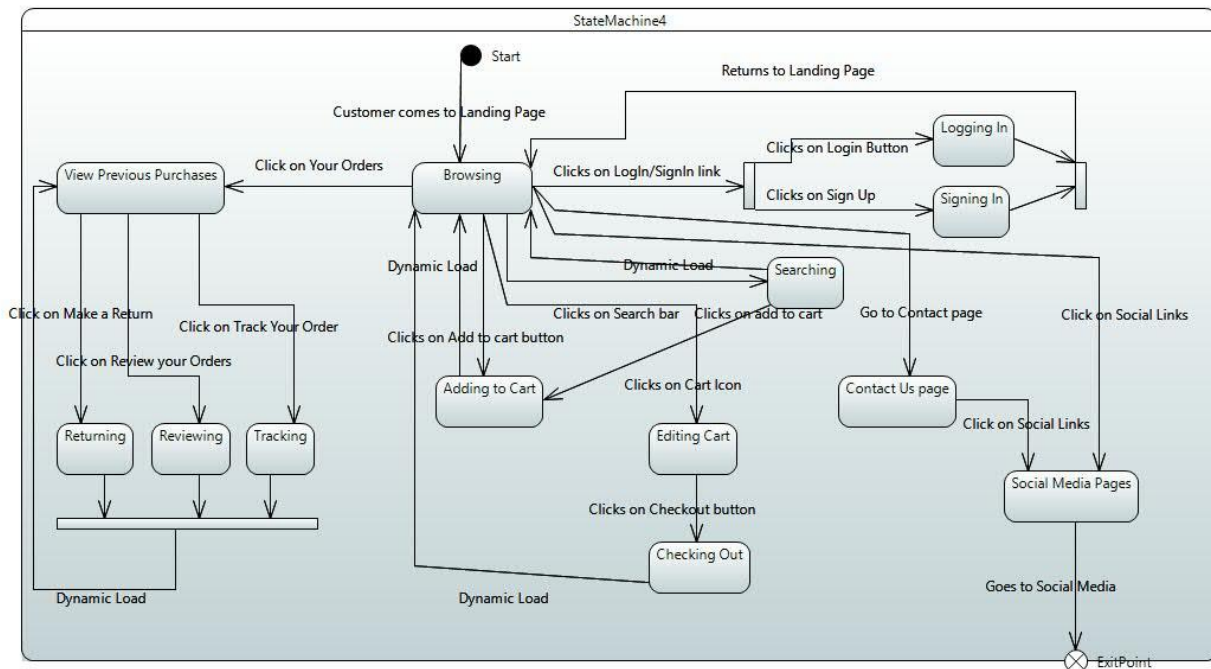 StateMachine4
Start
Returns to Landing Page
Customer comes to Landing Page
Logging In
Clicks on Login Button
Click on Your Orders
View Previous Purchases
Browsing
Clicks on LogIn/SignIn link
Clicks on Sign Up
Signing In
Dynamic Load
Dynamic Load
Searching
Click on Make a Return
Click on Track Your Order
Clicks on Search bar
Clicks on add to cart
Go to Contact page
Click on Social Links
Clicks on Add to cart button
Click on Review your Orders
Adding to Cart
Clicks on Cart Icon
Contact Us page
Click on Social Links
Returning
Reviewing
Tracking
Editing Cart
Social Media Pages
Clicks on Checkout button
Checking Out
Dynamic Load
Dynamic Load
Goes to Social Media
ExitPoint